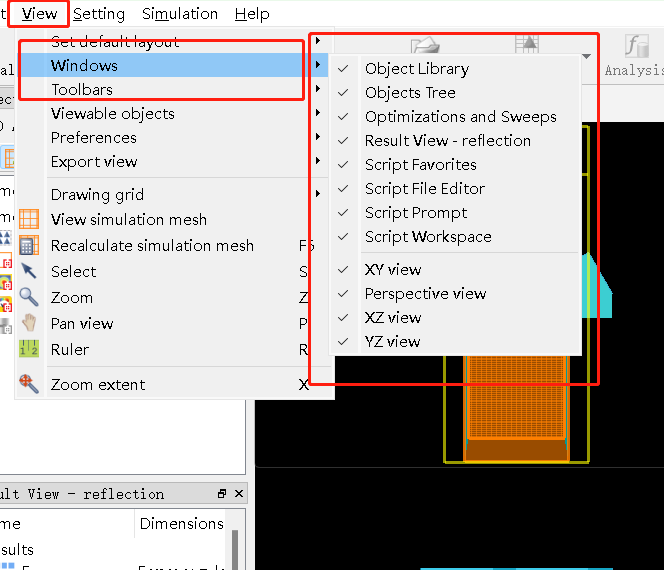 View Setting Simulation Help
Set default layout
Windows
Toolbars
Viewable objects
Preferences
Export view
Drawing grid
View simulation mesh
Recalculate simulation mesh F5
Select S
Zoom Z
Pan view P
Ruler R
Zoom extent X
Object Library
Objects Tree
Optimizations and Sweeps
Result View - reflection
Script Favorites
Script File Editor
Script Prompt
Script Workspace
XY view
Perspective view
XZ view
YZ view
Analysis
ult View - reflection
me Dimensions
sults